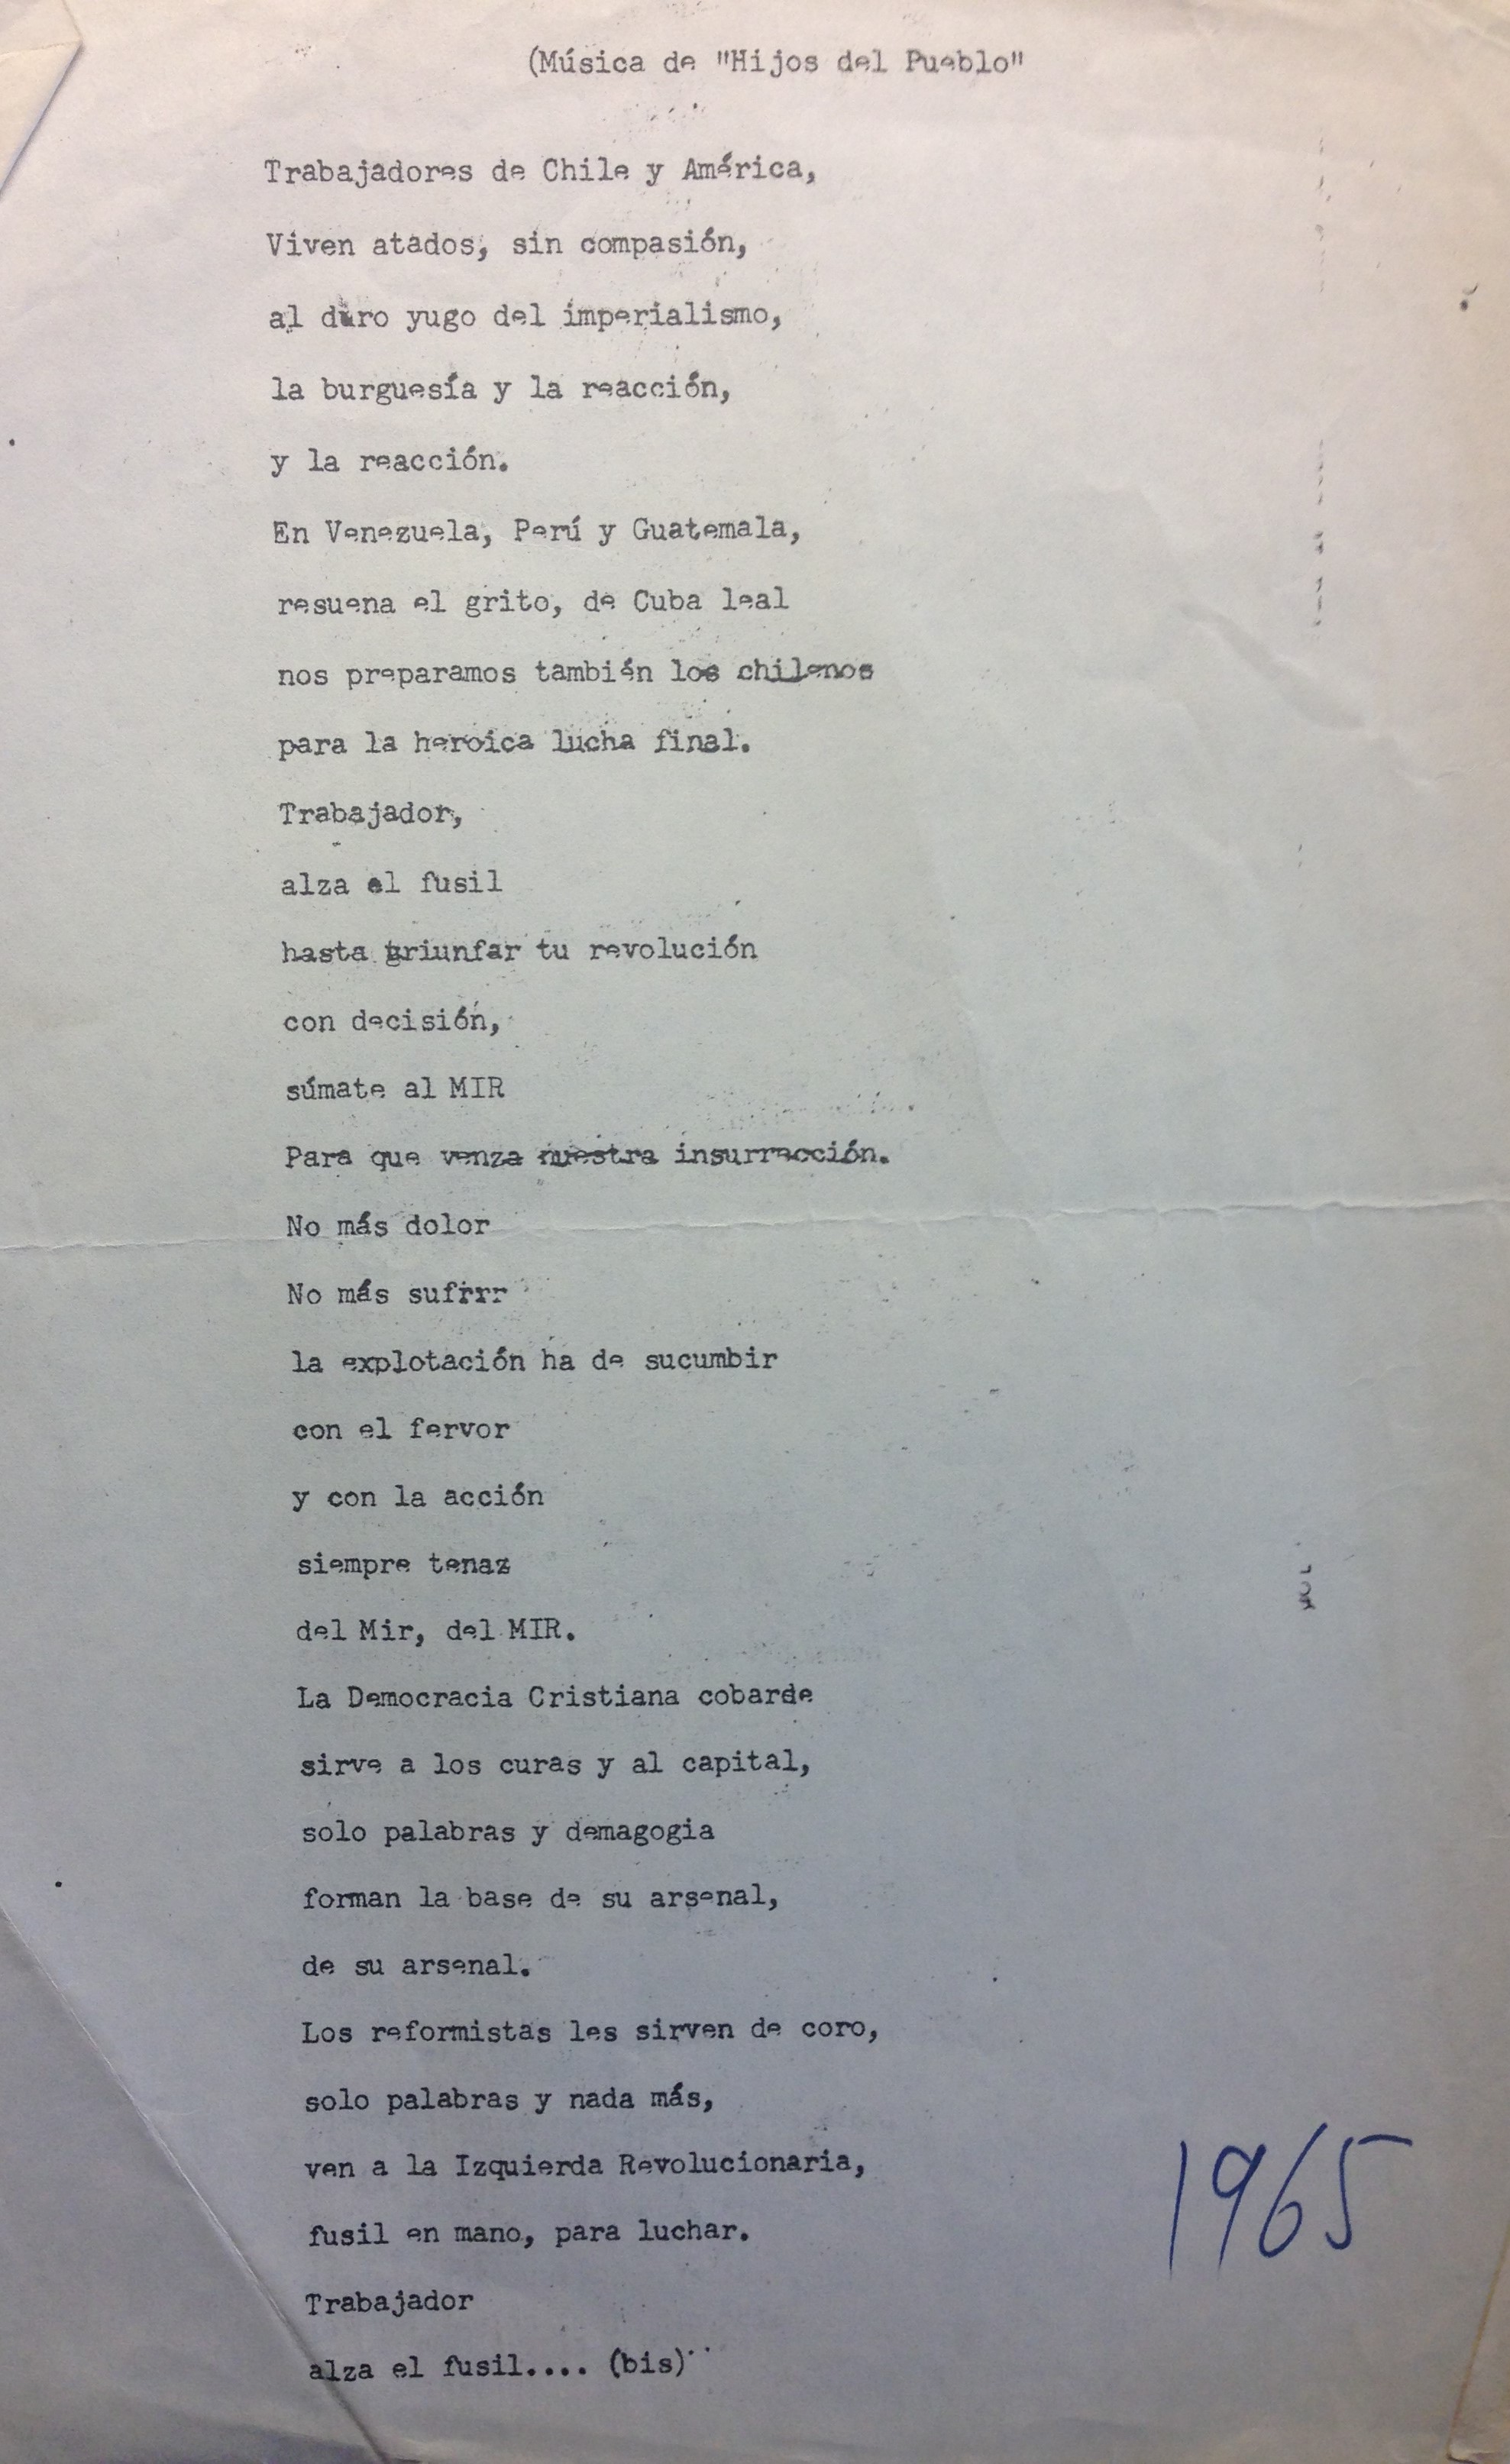 (Música de "Hijos del Pueblo"
Trabajadores de Chile y América,
Viven atados, sin compasión,
al duro yugo del imperialismo,
la burguesía y la reacción,
y la reacción.
En Venezuela, Perú y Guatemala,
resuena el grito, de Cuba leal
nos preparamos también los chilenos
para la heroica lucha final.
Trabajador,
alza el fusil
hasta triunfar tu revolución
con decisión,
súmate al MIR
Para que venza nuestra insurrección.
No más dolor
No más sufrrr
la explotación ha de sucumbir
con el fervor
y con la acción
siempre tenaz
del Mir, del MIR.
La Democracia Cristiana cobarde
sirve a los curas y al capital,
solo palabras y demagogia
forman la base de su arsenal,
de su arsenal.
Los reformistas les sirven de coro,
solo palabras y nada más,
ven a la Izquierda Revolucionaria,
fusil en mano, para luchar.
Trabajador
alza el fusil.... (bis)
1965